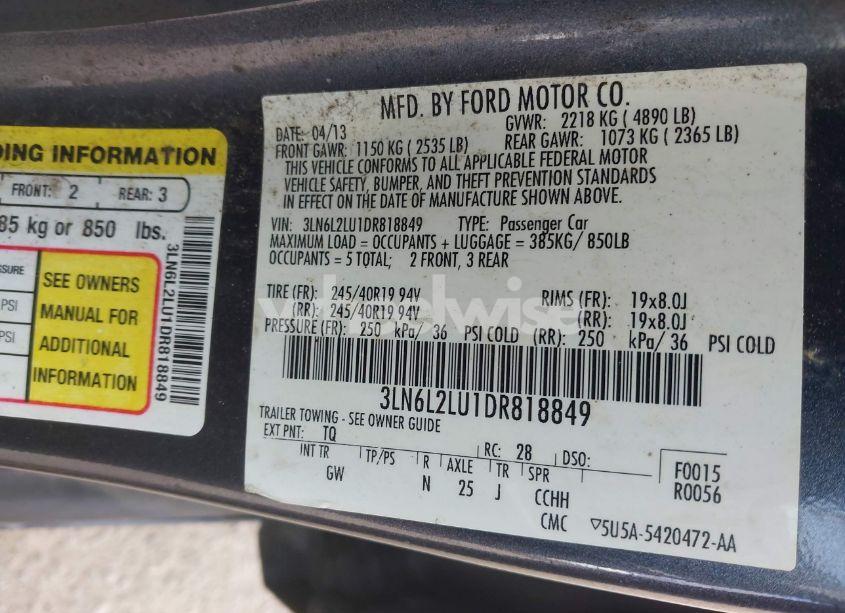 DING INFORMATION
FRONT: 2 REAR: 3
85 kg or 850 lbs.
SSURE
PSI
PSI
SEE OWNERS
MANUAL FOR
ADDITIONAL
INFORMATION
3LN6L2LU1DR818849
MFD. BY FORD MOTOR CO.
DATE: 04/13 GVWR: 2218 KG ( 4890 LB)
FRONT GAWR: 1150 KG ( 2535 LB) REAR GAWR: 1073 KG ( 2365 LB)
THIS VEHICLE CONFORMS TO ALL APPLICABLE FEDERAL MOTOR
VEHICLE SAFETY, BUMPER, AND THEFT PREVENTION STANDARDS
IN EFFECT ON THE DATE OF MANUFACTURE SHOWN ABOVE.
VIN: 3LN6L2LU1DR818849 TYPE: Passenger Car
MAXIMUM LOAD = OCCUPANTS + LUGGAGE = 385KG/ 850LB
OCCUPANTS = 5 TOTAL; 2 FRONT, 3 REAR
TIRE (FR): 245/40R19 94V RIMS (FR): 19x8.0J
(RR): 245/40R19 94V (RR): 19x8.0J
PRESSURE (FR): 250 kPa/ 36 PSI COLD (RR): 250 kPa/ 36 PSI COLD
3LN6L2LU1DR818849
TRAILER TOWING - SEE OWNER GUIDE
EXT PNT: TQ RC: 28 DSO: F0015
INT TR TP/PS R AXLE TR SPR R0056
GW N 25 J CCHH
CMC ▽5U5A-5420472-AA